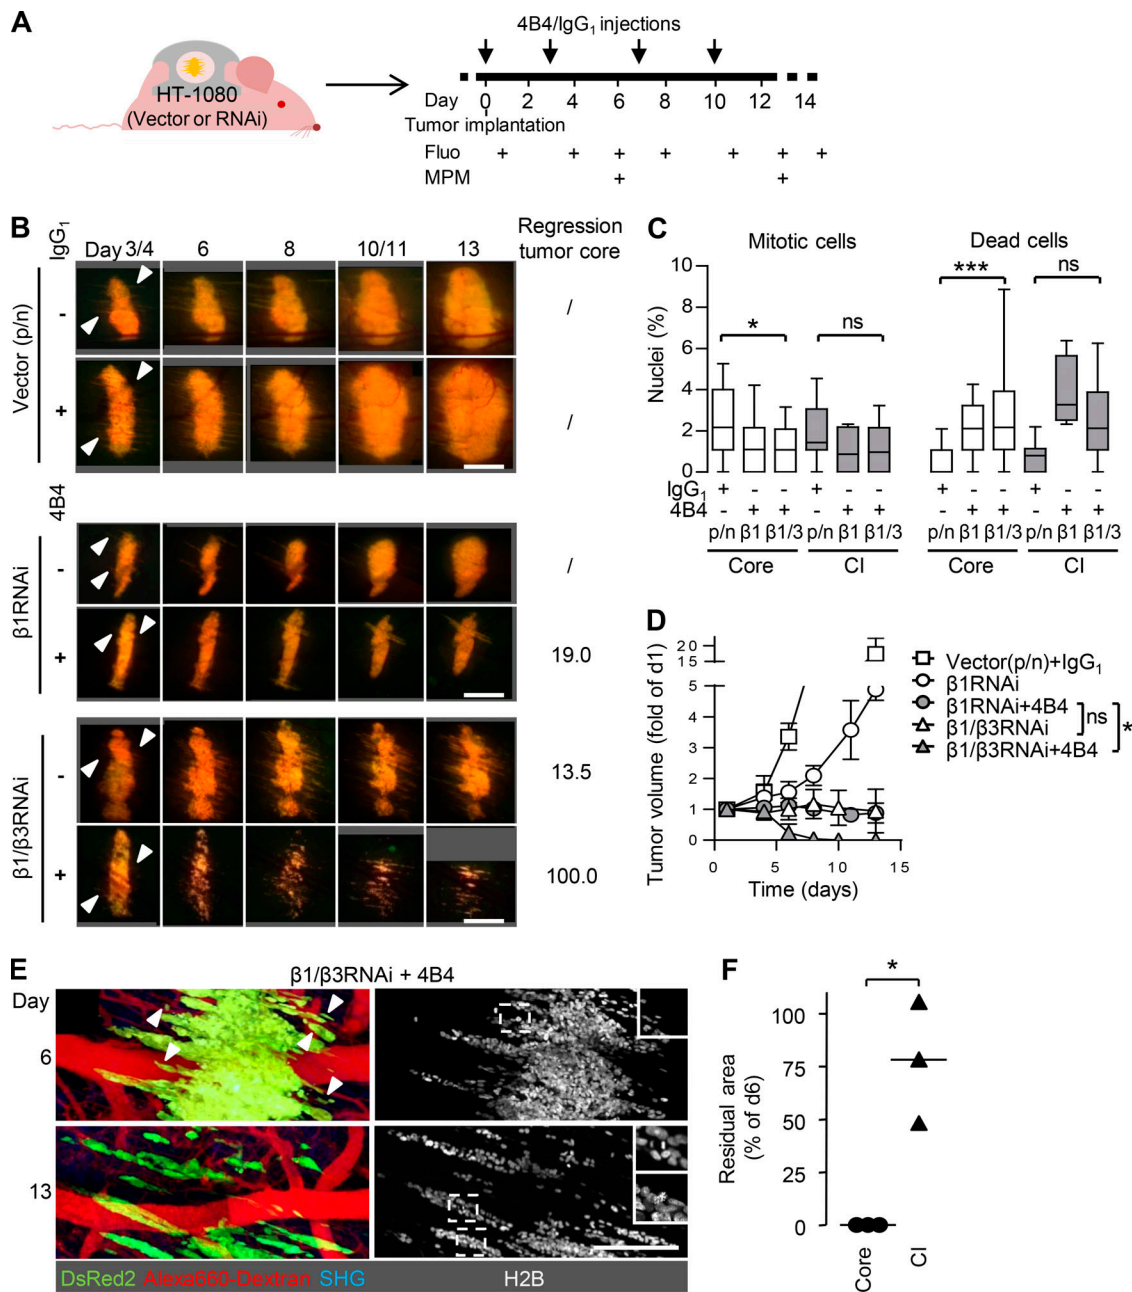 A
4B4/IgG1 injections
HT-1080
(Vector or RNAi)
Day 0 2 4 6 8 10 12 14
Tumor implantation
Fluo + + + + + + +
MPM + +
B
IgG1
Day 3/4 6 8 10/11 13
Regression
tumor core
Vector (p/n)
- /
+ /
4B4
β1RNAi
- /
+ 19.0
β1/β3RNAi
- 13.5
+ 100.0
C
Mitotic cells Dead cells
Nuclei (%)
10
8
6
4
2
0
* ns *** ns
IgG1 + - - + - - + - - + - -
4B4 - + + - + + - + + - + +
p/n β1 β1/3 p/n β1 β1/3 p/n β1 β1/3 p/n β1 β1/3
Core CI Core CI
D
Tumor volume (fold of d1)
20
15
5
4
3
2
1
0
0 5 10 15
Time (days)
Vector(p/n)+IgG1
β1RNAi
β1RNAi+4B4
β1/β3RNAi
β1/β3RNAi+4B4
ns
*
E
β1/β3RNAi + 4B4
Day
6
13
DsRed2 Alexa660-Dextran SHG H2B
F
Residual area
(% of d6)
100
75
50
25
0
*
Core CI